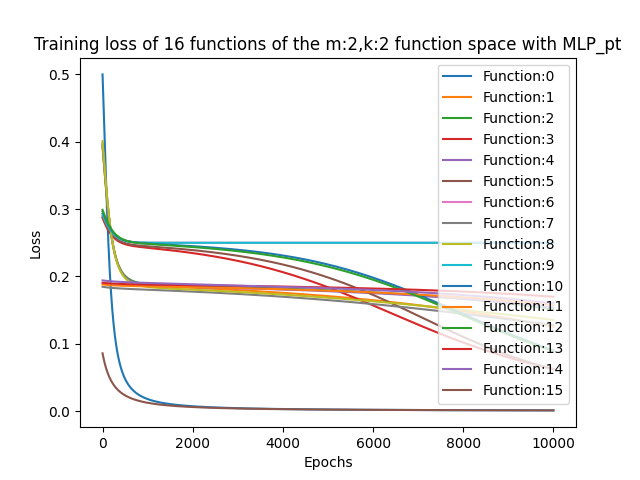 Training loss of 16 functions of the m:2,k:2 function space with MLP_pt
0.5
0.4
0.3
0.2
0.1
0.0
Loss
0
2000
4000
6000
8000
10000
Epochs
Function:0
Function:1
Function:2
Function:3
Function:4
Function:5
Function:6
Function:7
Function:8
Function:9
Function:10
Function:11
Function:12
Function:13
Function:14
Function:15